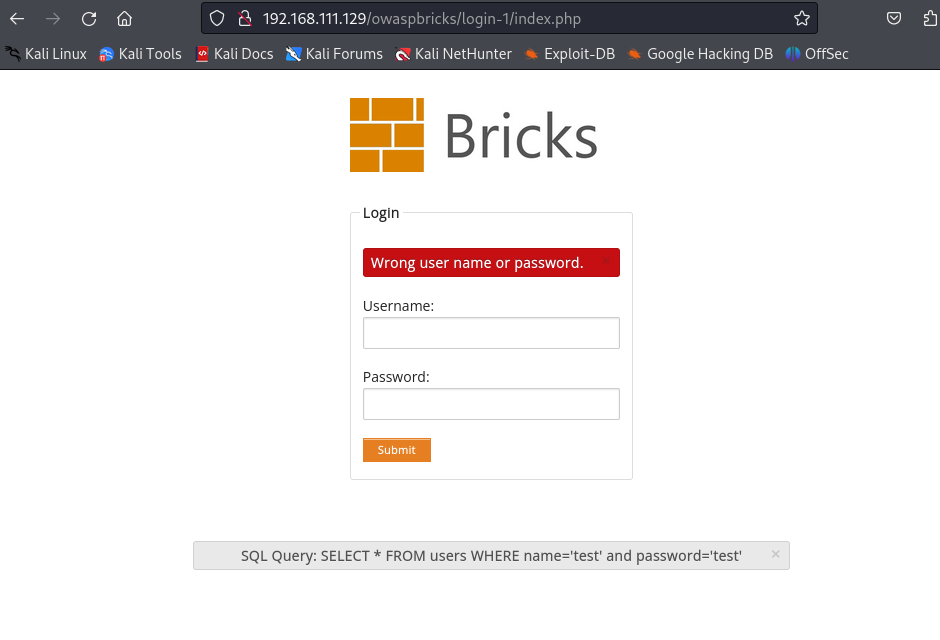 192.168.111.129/owaspbricks/login-1/index.php
Kali Linux Kali Tools Kali Docs Kali Forums Kali NetHunter Exploit-DB Google Hacking DB OffSec
Bricks
Login
Wrong user name or password.
Username:
Password:
Submit
SQL Query: SELECT * FROM users WHERE name='test' and password='test' ×